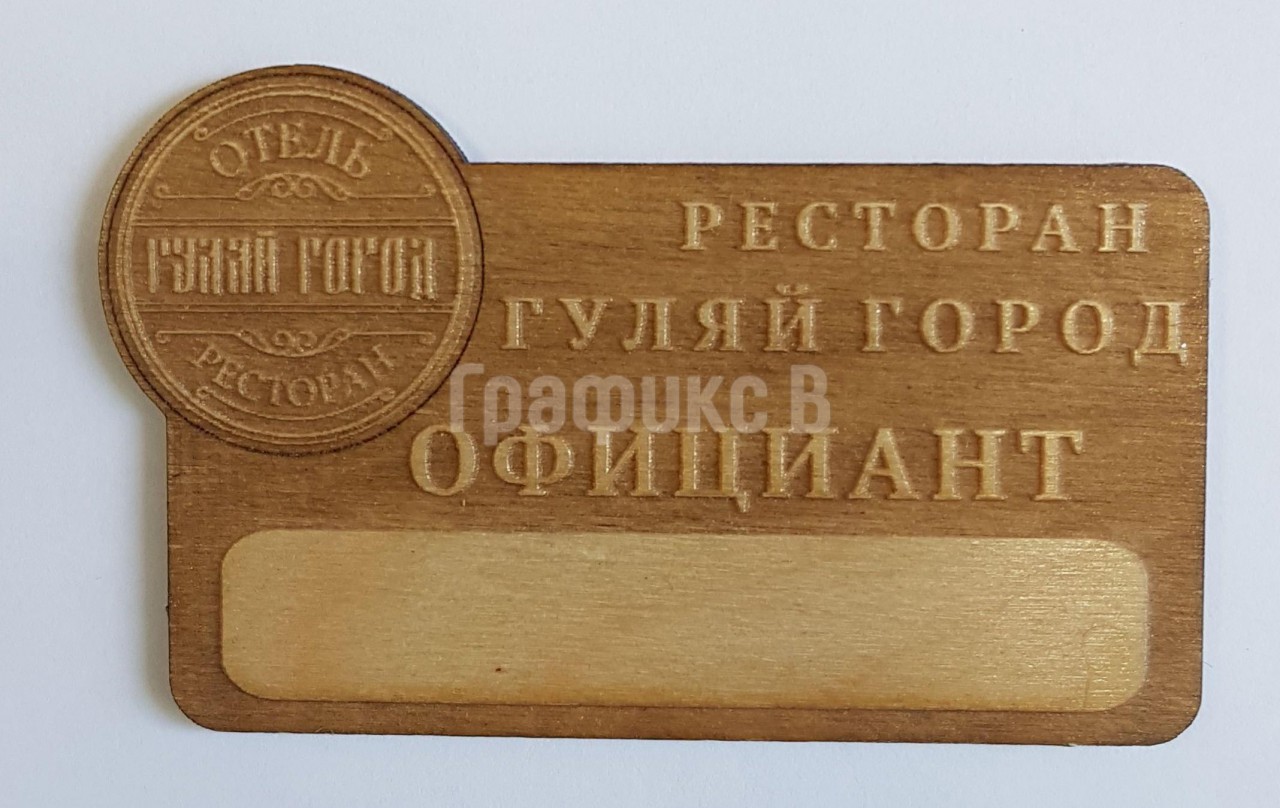 ОТЕЛЬ
ГУЛЯЙ ГОРОД
РЕСТОРАН
РЕСТОРАН
ГУЛЯЙ ГОРОД
Графикс В
ОФИЦИАНТ